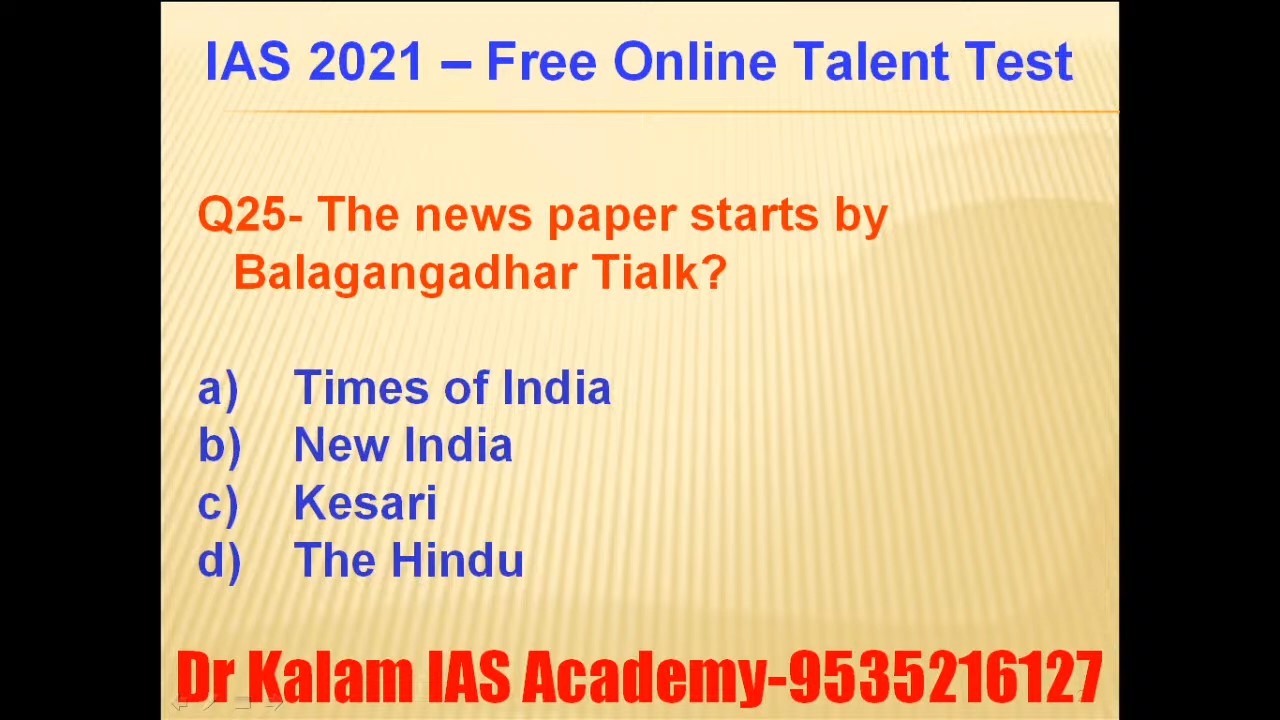 IAS 2021 – Free Online Talent Test
Q25- The news paper starts by
Balagangadhar Tialk?
a) Times of India
b) New India
c) Kesari
d) The Hindu
Dr Kalam IAS Academy-9535216127